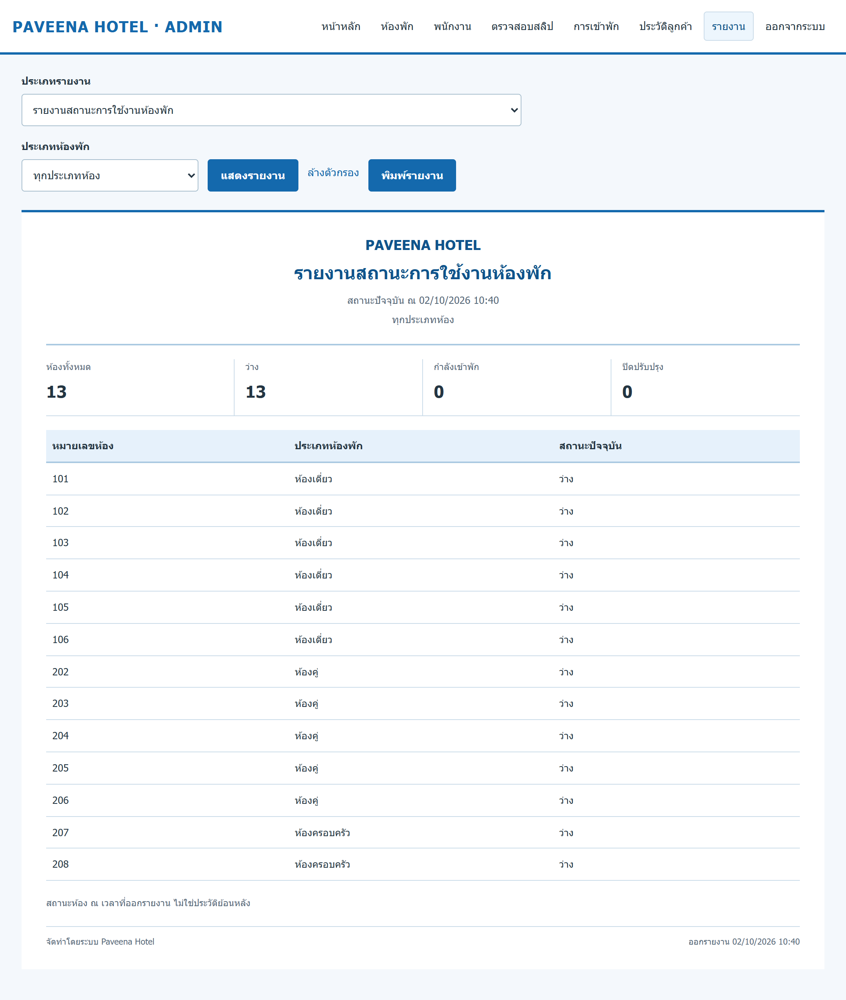 PAVEENA HOTEL · ADMIN
หน้าหลัก ห้องพัก พนักงาน ตรวจสอบสลิป การเข้าพัก ประวัติลูกค้า รายงาน ออกจากระบบ
ประเภทรายงาน
รายงานสถานะการใช้งานห้องพัก
ประเภทห้องพัก
ทุกประเภทห้อง แสดงรายงาน ล้างตัวกรอง พิมพ์รายงาน
PAVEENA HOTEL
รายงานสถานะการใช้งานห้องพัก
สถานะปัจจุบัน ณ 02/10/2026 10:40
ทุกประเภทห้อง
ห้องทั้งหมด ว่าง กำลังเข้าพัก ปิดปรับปรุง
13 13 0 0
หมายเลขห้อง ประเภทห้องพัก สถานะปัจจุบัน
101 ห้องเดี่ยว ว่าง
102 ห้องเดี่ยว ว่าง
103 ห้องเดี่ยว ว่าง
104 ห้องเดี่ยว ว่าง
105 ห้องเดี่ยว ว่าง
106 ห้องเดี่ยว ว่าง
202 ห้องคู่ ว่าง
203 ห้องคู่ ว่าง
204 ห้องคู่ ว่าง
205 ห้องคู่ ว่าง
206 ห้องคู่ ว่าง
207 ห้องครอบครัว ว่าง
208 ห้องครอบครัว ว่าง
สถานะห้อง ณ เวลาที่ออกรายงาน ไม่ใช่ประวัติย้อนหลัง
จัดทำโดยระบบ Paveena Hotel ออกรายงาน 02/10/2026 10:40